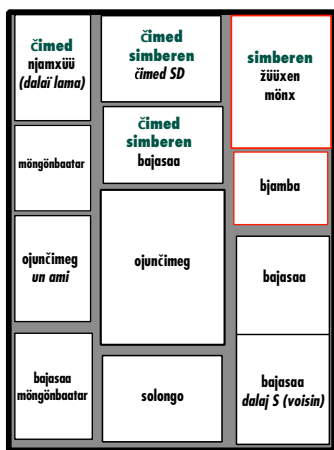 čimed
njamxüü
(dalaï lama)
čimed
simberen
čimed SD
simberen
žüüxen
mönx
möngönbaatar
čimed
simberen
bajasaa
bjamba
ojunčimeg
un ami
ojunčimeg
bajasaa
bajasaa
möngönbaatar
solongo
bajasaa
dalaj S (voisin)